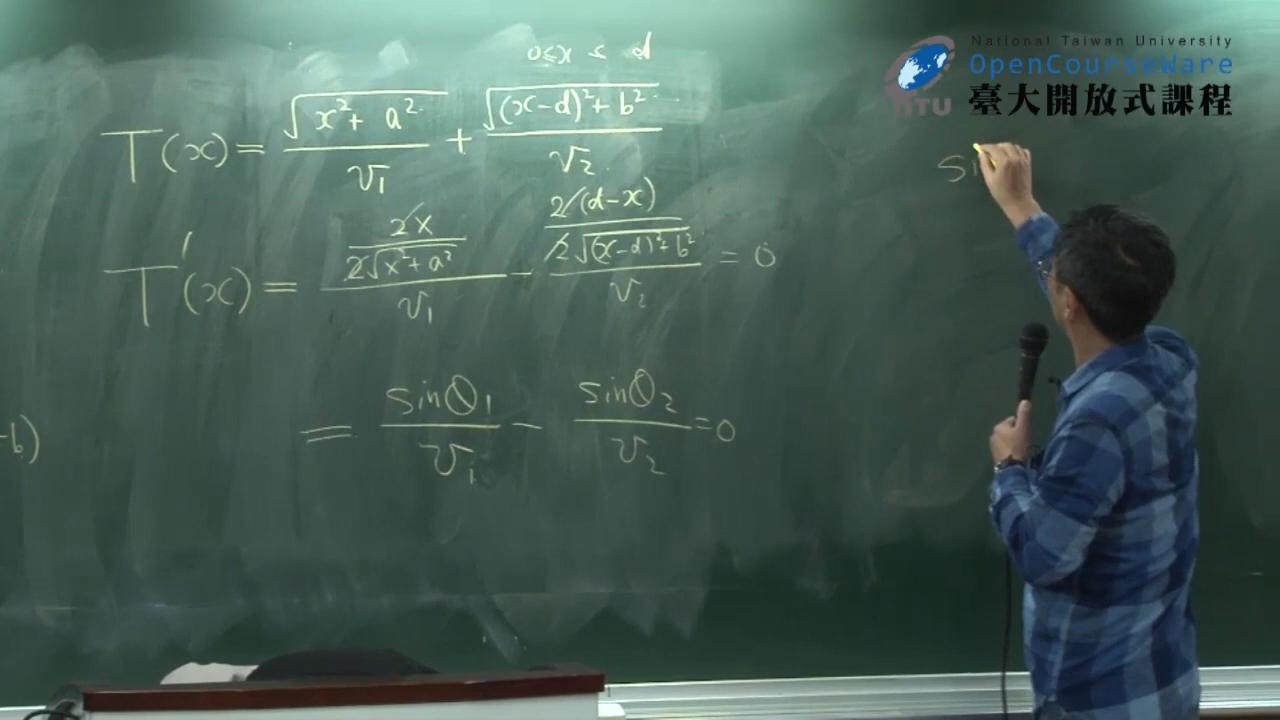 National Taiwan University
OpenCourseWare
臺大開放式課程
NTU
0≤x≤d
T(x) = √(x²+a²)/v₁ + √((x-d)²+b²)/v₂
T'(x) = (2x/(2√(x²+a²)))/v₁ - (2(d-x)/(2√((x-d)²+b²)))/v₂ = 0
= sinθ₁/v₁ - sinθ₂/v₂ = 0
-b)
si